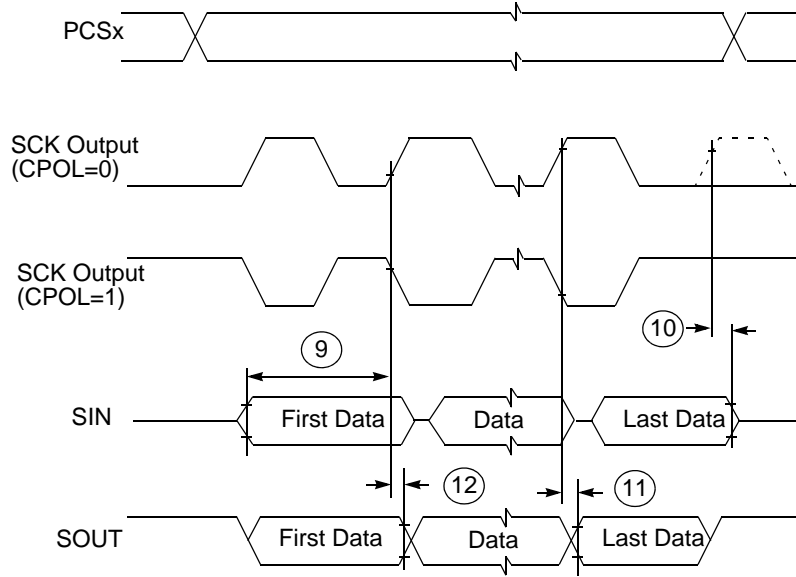 PCSx
SCK Output
(CPOL=0)
SCK Output
(CPOL=1)
10
9
SIN
First Data
Data
Last Data
12
11
SOUT
First Data
Data
Last Data